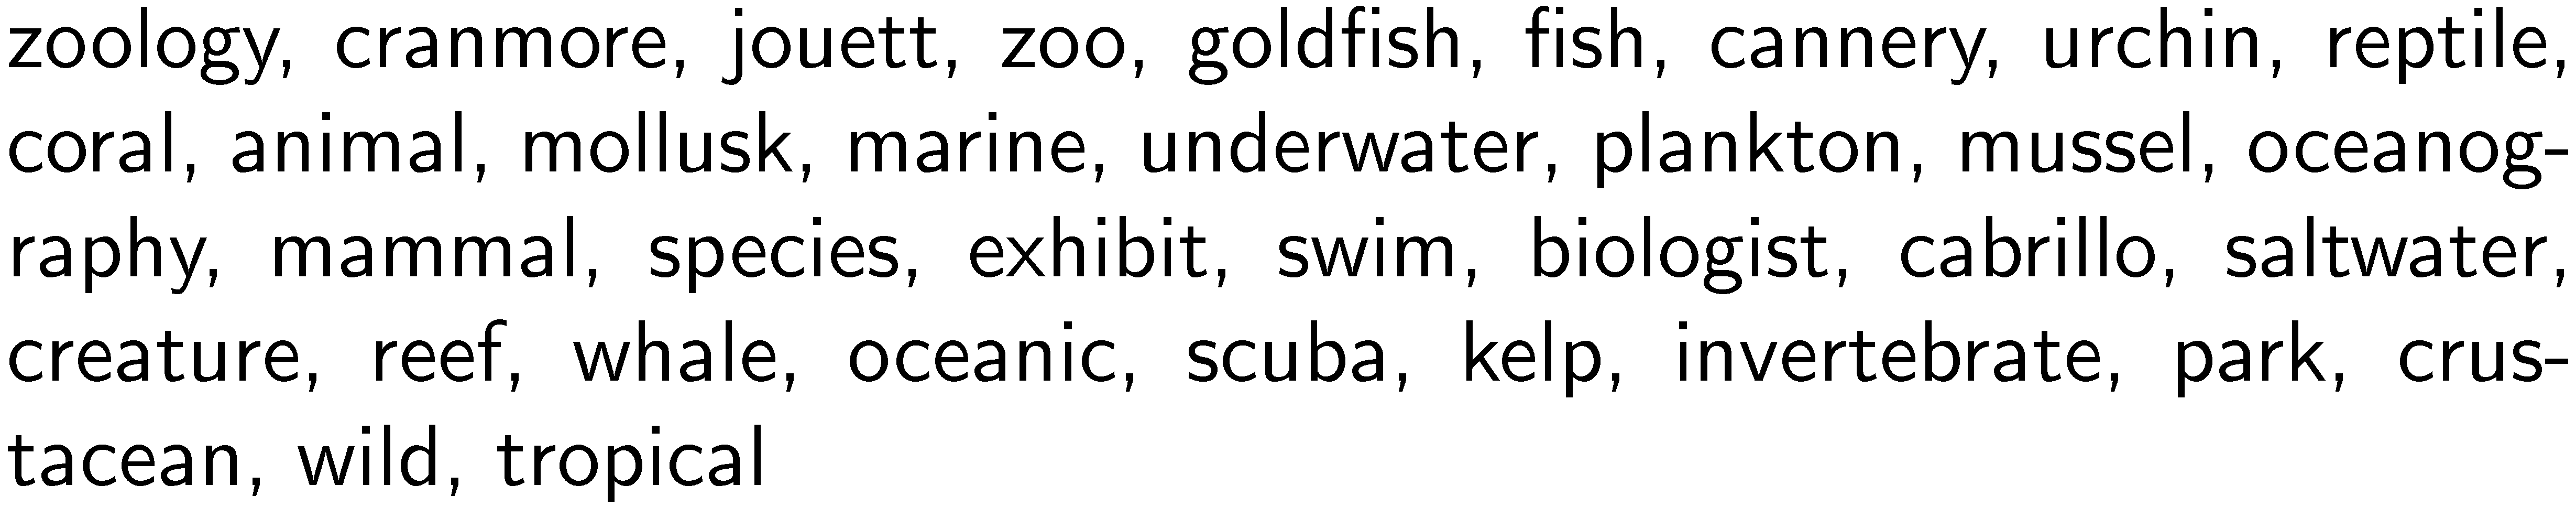 zoology, cranmore, jouett, zoo, goldfish, fish, cannery, urchin, reptile,
coral, animal, mollusk, marine, underwater, plankton, mussel, oceanog-
raphy, mammal, species, exhibit, swim, biologist, cabrillo, saltwater,
creature, reef, whale, oceanic, scuba, kelp, invertebrate, park, crus-
tacean, wild, tropical